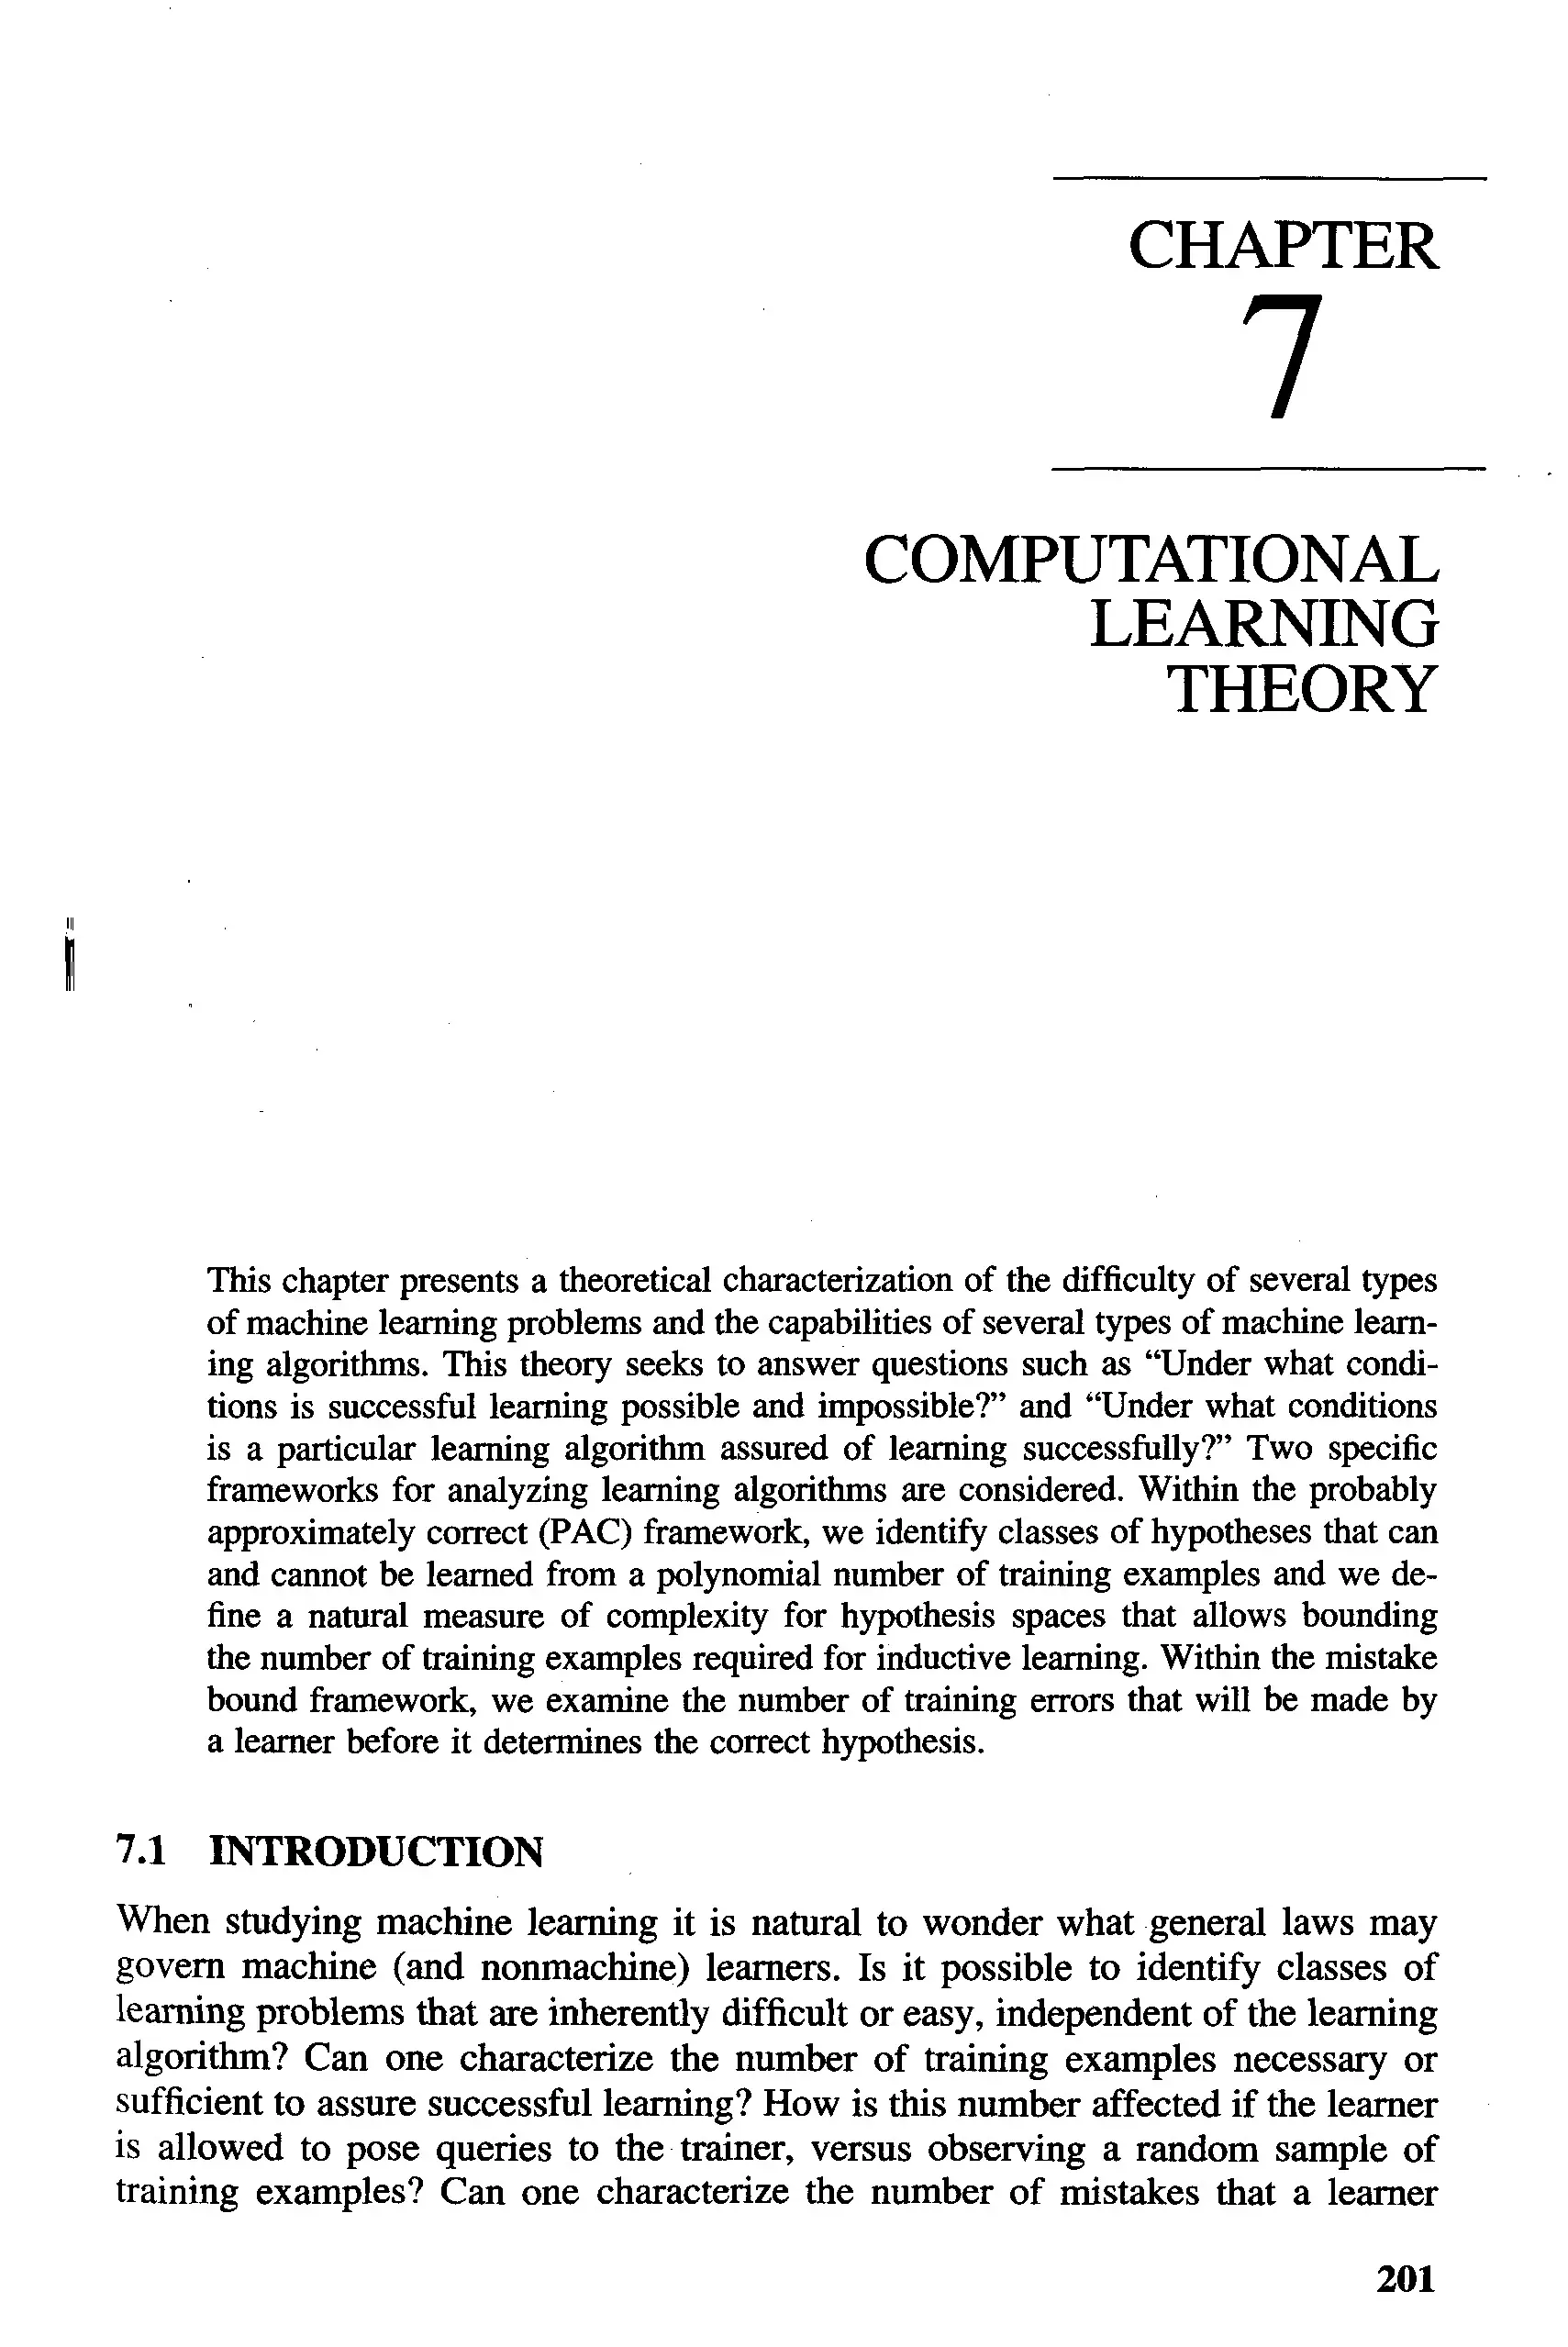 CHAPTER
7
COMPUTATIONAL
LEARNING
THEORY
This chapter presents a theoretical characterization of the difficulty of several types
of machine learning problems and the capabilities of several types of machine learn-
ing algorithms. This theory seeks to answer questions such as “Under what condi-
tions is successful learning possible and impossible?” and “Under what conditions
is a particular learning algorithm assured of learning successfully?” Two specific
frameworks for analyzing learning algorithms are considered. Within the probably
approximately correct (PAC) framework, we identify classes of hypotheses that can
and cannot be learned from a polynomial number of training examples and we de-
fine a natural measure of complexity for hypothesis spaces that allows bounding
the number of training examples required for inductive learning. Within the mistake
bound framework, we examine the number of training errors that will be made by
a learner before it determines the correct hypothesis.
7.1 INTRODUCTION
When studying machine learning it is natural to wonder what general laws may
govern machine (and nonmachine) learners. Is it possible to identify classes of
learning problems that are inherently difficult or easy, independent of the learning
algorithm? Can one characterize the number of training examples necessary or
sufficient to assure successful learning? How is this number affected if the learner
is allowed to pose queries to the trainer, versus observing a random sample of
training examples? Can one characterize the number of mistakes that a learner
201